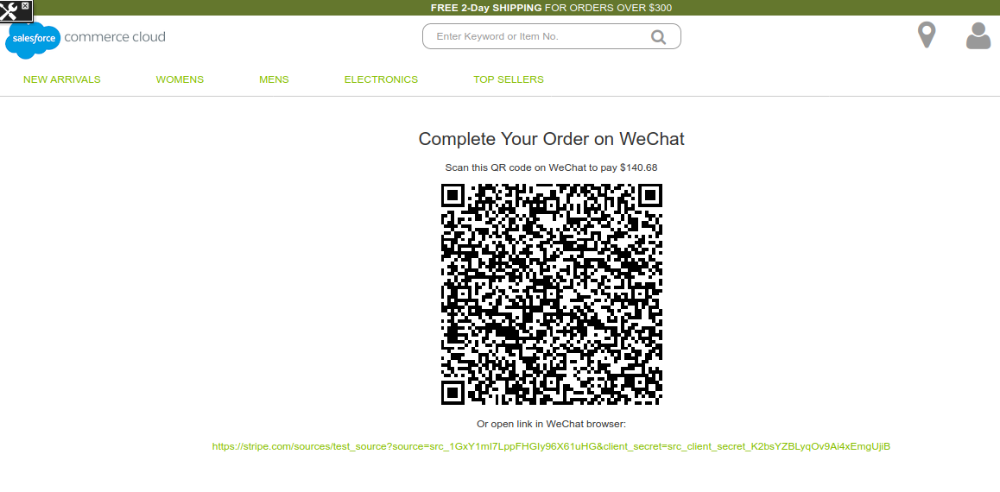 FREE 2-Day SHIPPING FOR ORDERS OVER $300
salesforce commerce cloud
Enter Keyword or Item No.
NEW ARRIVALS WOMENS MENS ELECTRONICS TOP SELLERS
Complete Your Order on WeChat
Scan this QR code on WeChat to pay $140.68
Or open link in WeChat browser:
https://stripe.com/sources/test_source?source=src_1GxY1mI7LppFHGIy96X61uHG&client_secret=src_client_secret_K2bsYZBLyqOv9Ai4xEmgUjiB